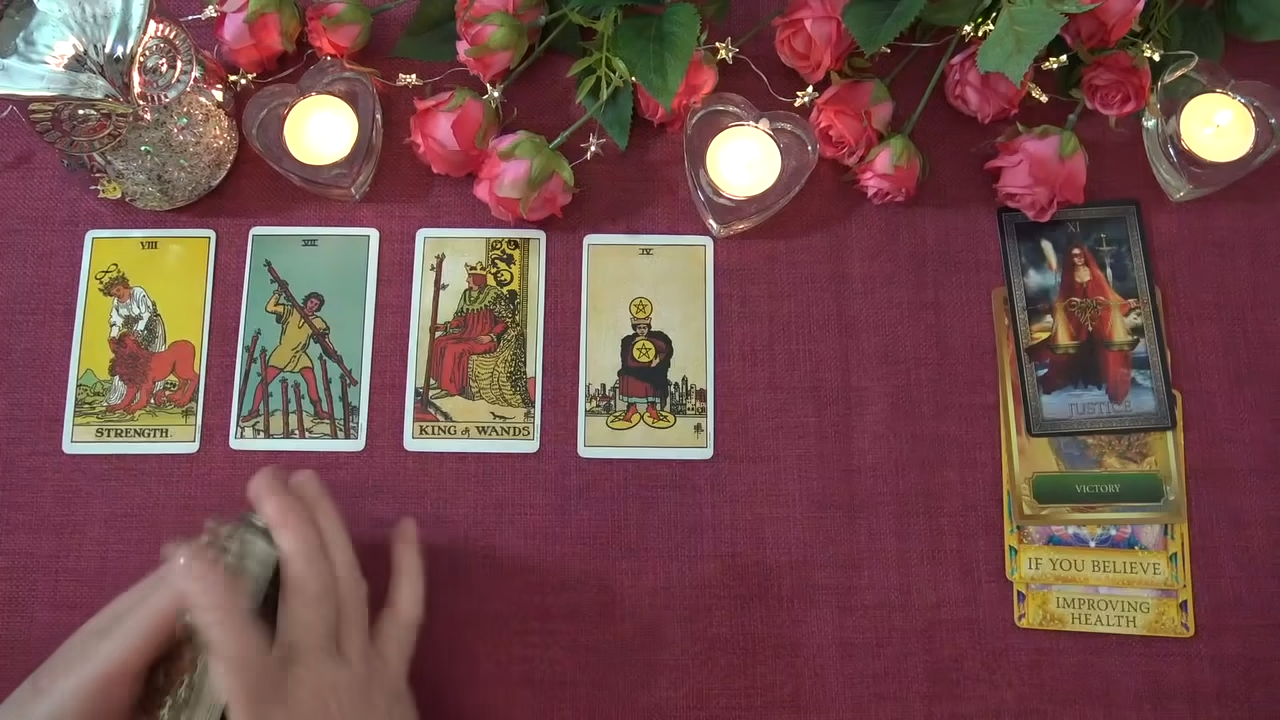 VIII
STRENGTH.
VII
KING of WANDS
IV
XI
JUSTICE
VICTORY
IF YOU BELIEVE
IMPROVING
HEALTH